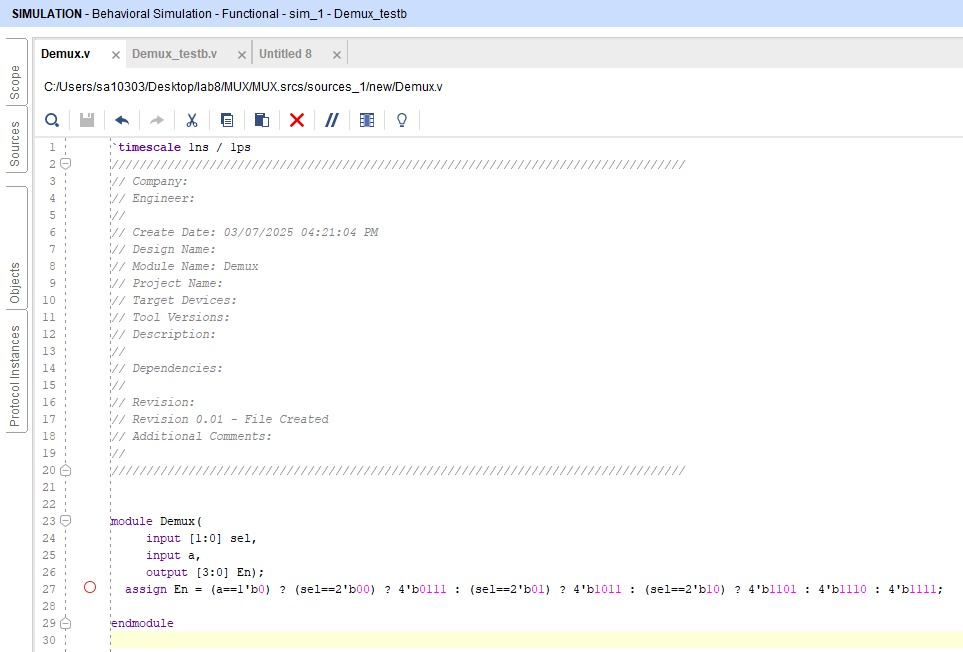 SIMULATION - Behavioral Simulation - Functional - sim_1 - Demux_testb
Demux.v × Demux_testb.v × Untitled 8 ×
C:/Users/sa10303/Desktop/lab8/MUX/MUX.srcs/sources_1/new/Demux.v
Scope
Sources
Objects
Protocol Instances
1 `timescale 1ns / 1ps
2 //////////////////////////////////////////////////////////////////////////////////
3 // Company:
4 // Engineer:
5 //
6 // Create Date: 03/07/2025 04:21:04 PM
7 // Design Name:
8 // Module Name: Demux
9 // Project Name:
10 // Target Devices:
11 // Tool Versions:
12 // Description:
13 //
14 // Dependencies:
15 //
16 // Revision:
17 // Revision 0.01 - File Created
18 // Additional Comments:
19 //
20 //////////////////////////////////////////////////////////////////////////////////
21
22
23 module Demux(
24 input [1:0] sel,
25 input a,
26 output [3:0] En);
27 assign En = (a==1'b0) ? (sel==2'b00) ? 4'b0111 : (sel==2'b01) ? 4'b1011 : (sel==2'b10) ? 4'b1101 : 4'b1110 : 4'b1111;
28
29 endmodule
30